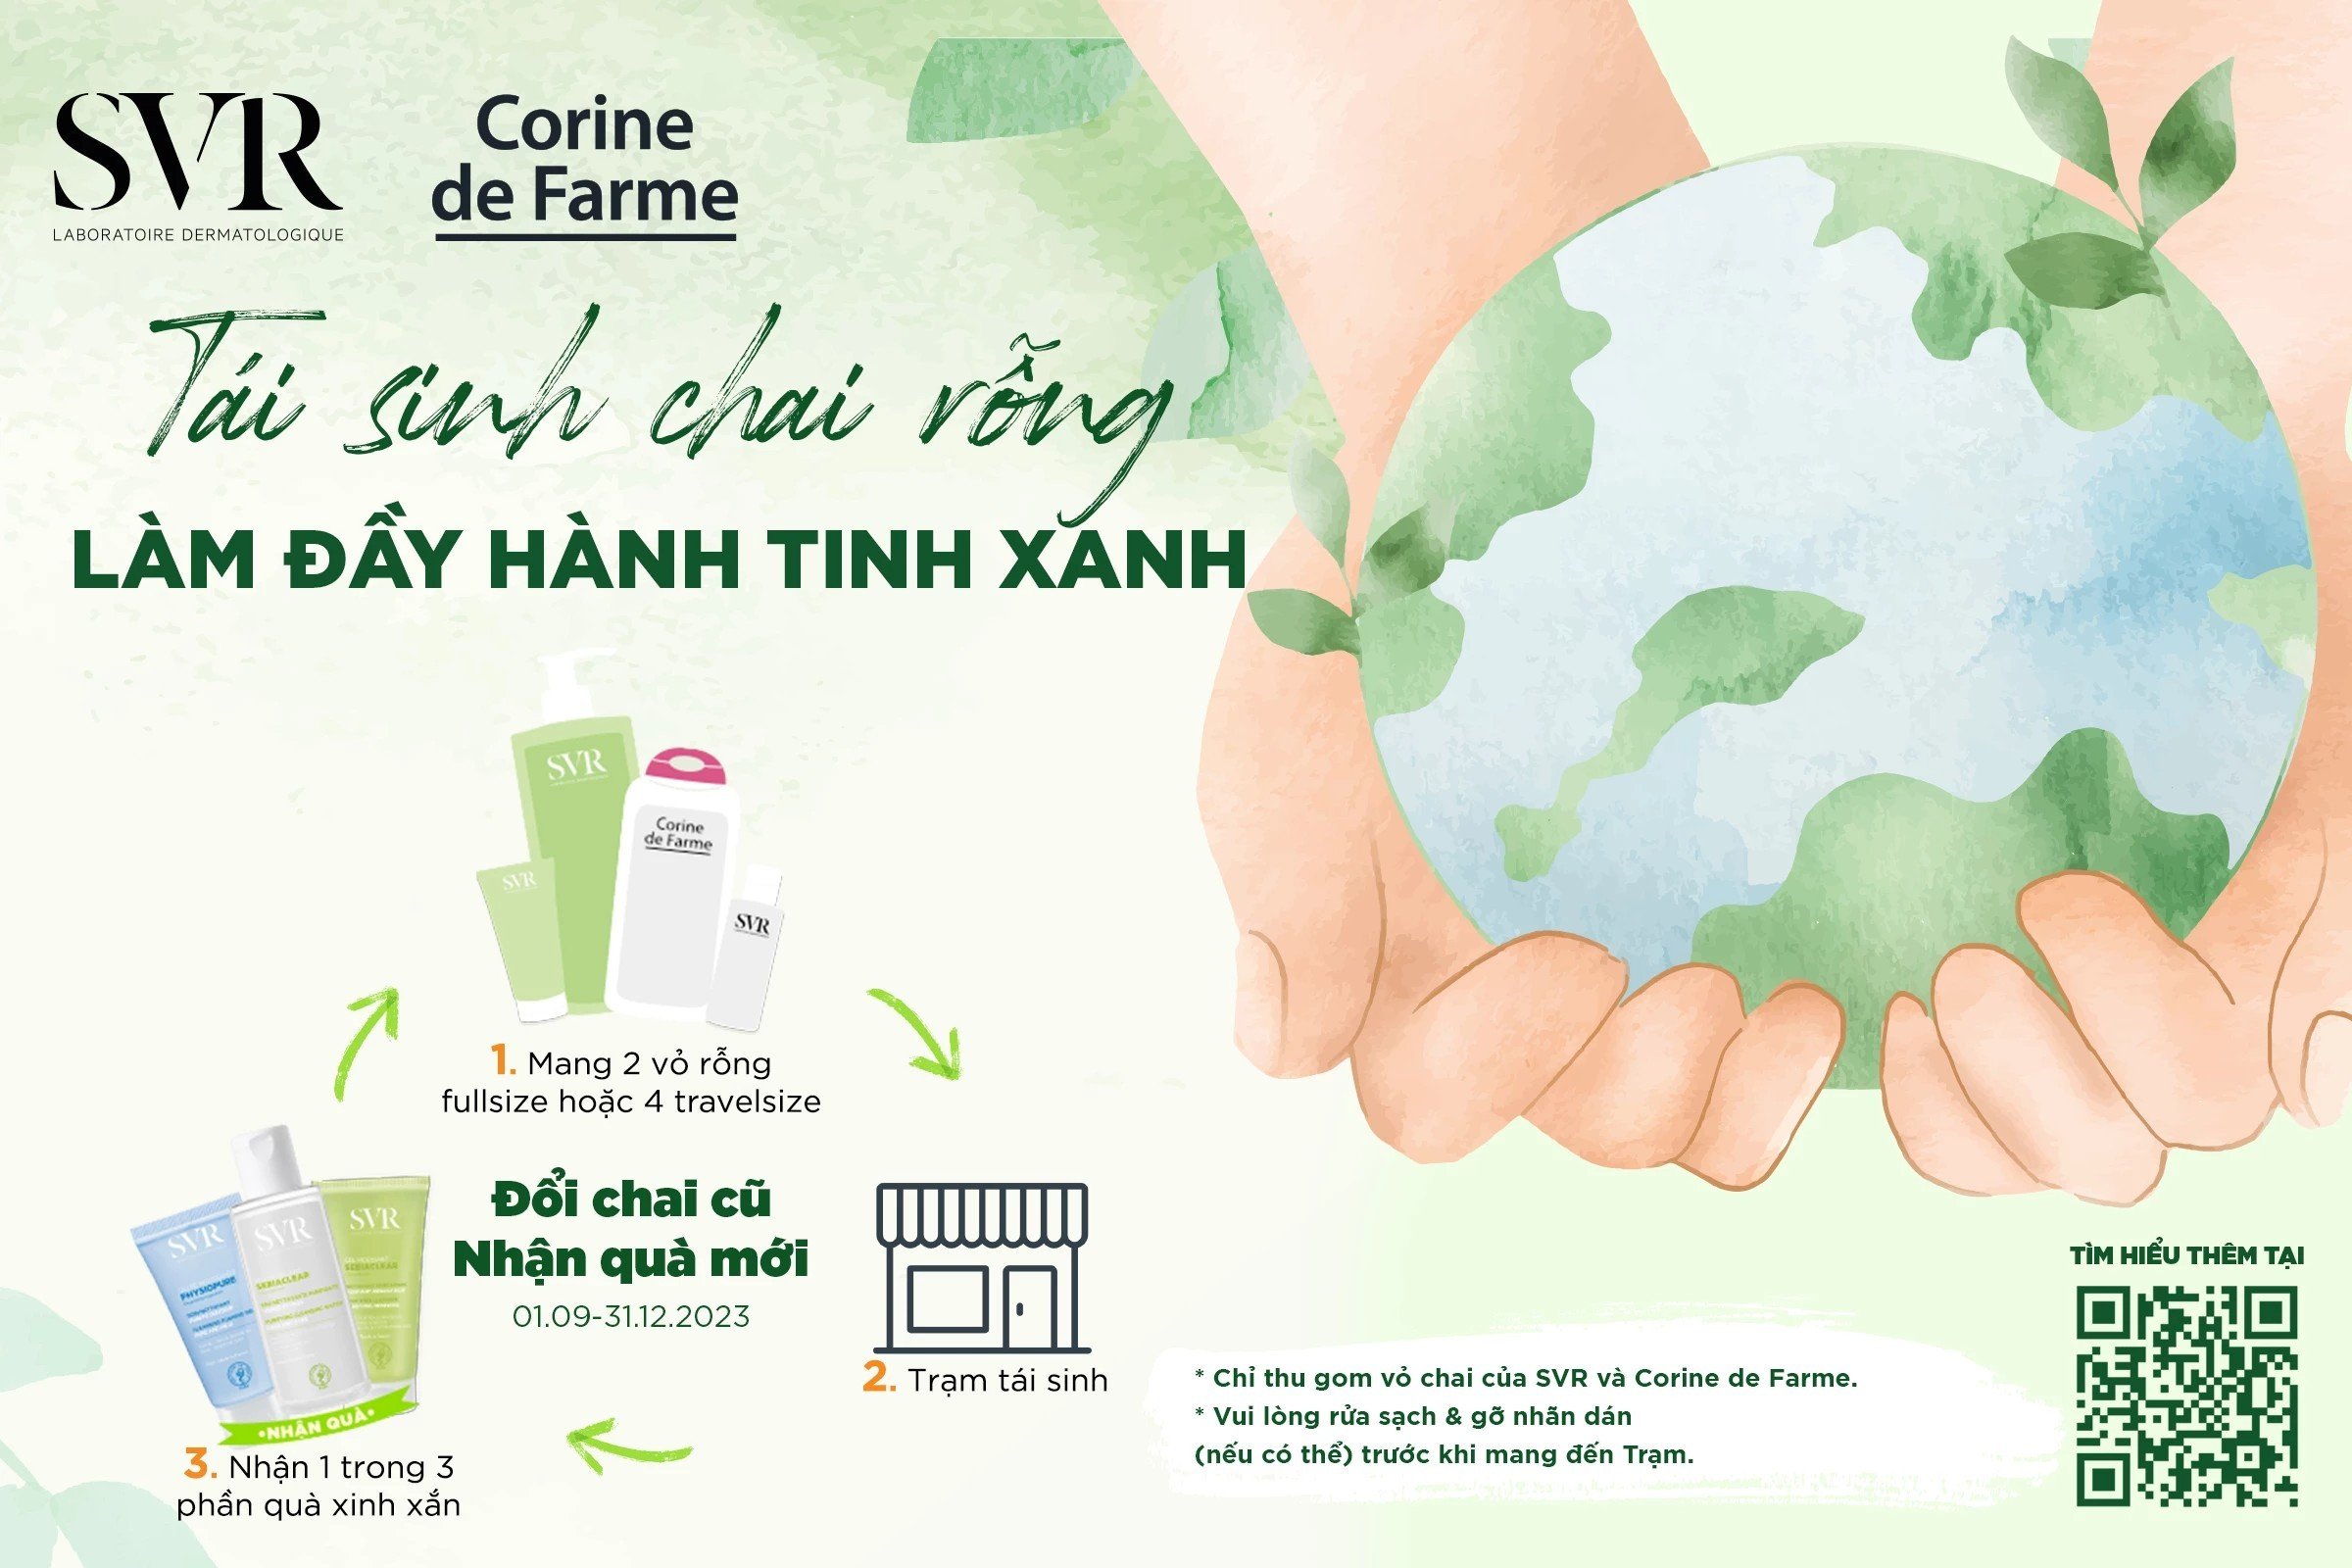 SVR
LABORATOIRE DERMATOLOGIQUE
Corine
de Farme
Tái sinh chai rỗng
LÀM ĐẦY HÀNH TINH XANH
SVR
SVR
Corine
de Farme
SVR
1. Mang 2 vỏ rỗng
fullsize hoặc 4 travelsize
Đổi chai cũ
Nhận quà mới
01.09-31.12.2023
2. Trạm tái sinh
SVR
PHYSIOPURE
SVR
SEBIACLEAR
SVR
SEBIACLEAR
•NHẬN QUÀ•
3. Nhận 1 trong 3
phần quà xinh xắn
* Chỉ thu gom vỏ chai của SVR và Corine de Farme.
* Vui lòng rửa sạch & gỡ nhãn dán
(nếu có thể) trước khi mang đến Trạm.
TÌM HIỂU THÊM TẠI